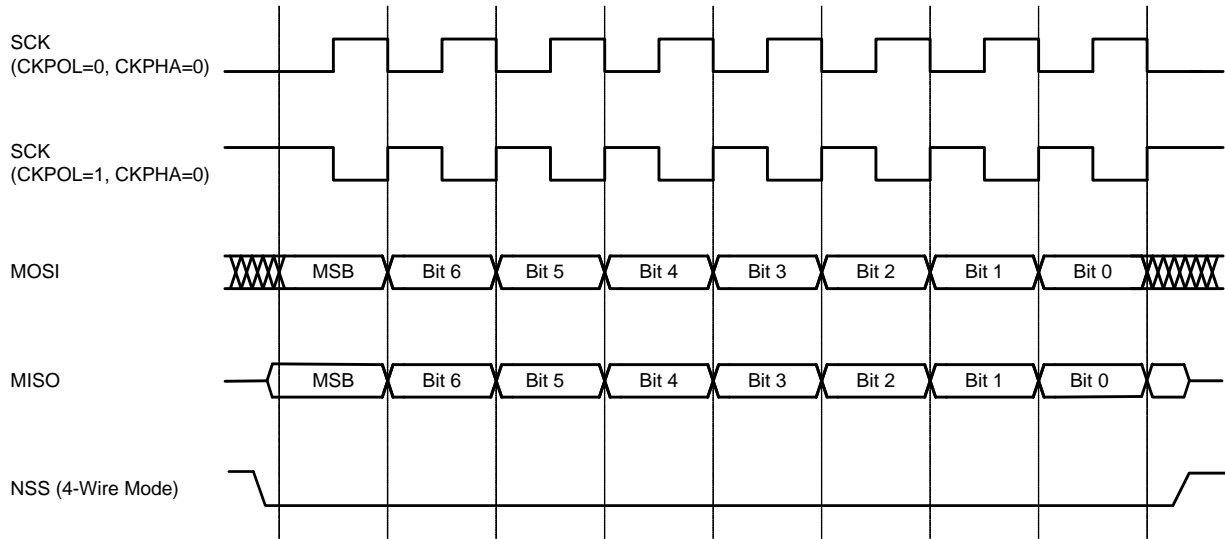 SCK
(CKPOL=0, CKPHA=0)
SCK
(CKPOL=1, CKPHA=0)
MOSI
MSB Bit 6 Bit 5 Bit 4 Bit 3 Bit 2 Bit 1 Bit 0
MISO
MSB Bit 6 Bit 5 Bit 4 Bit 3 Bit 2 Bit 1 Bit 0
NSS (4-Wire Mode)